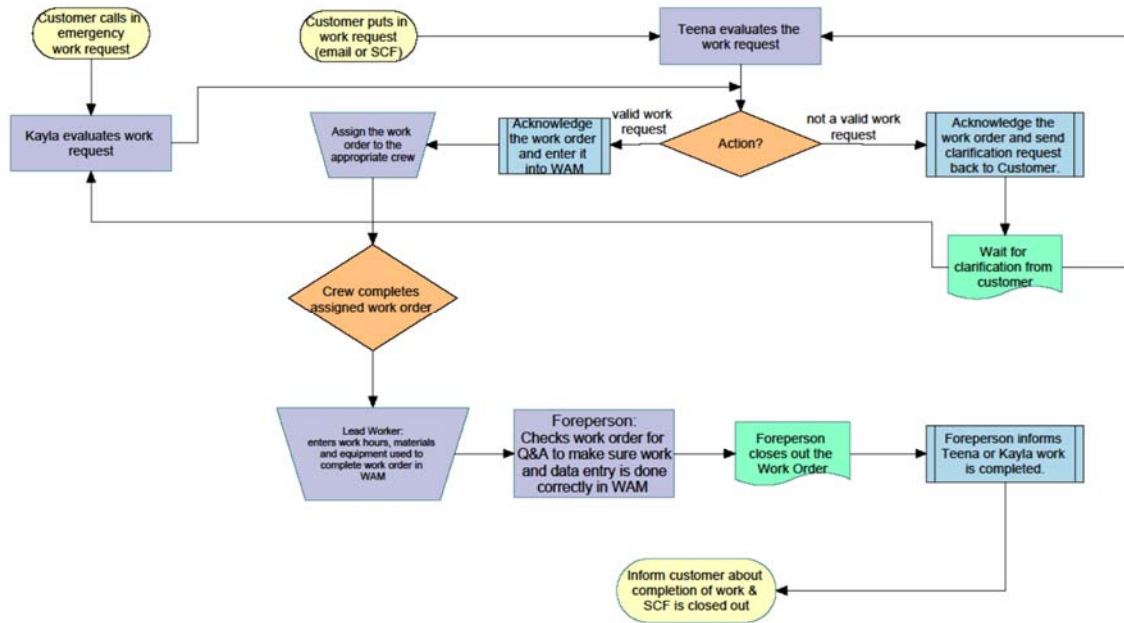 Customer calls in
emergency
work request
Customer puts in
work request
(email or SCF)
Teena evaluates the
work request
Kayla evaluates work
request
Assign the work
order to the
appropriate crew
Acknowledge
the work order
and enter it
into WAM
valid work
request
Action?
not a valid work
request
Acknowledge the
work order and send
clarification request
back to Customer.
Wait for
clarification from
customer
Crew completes
assigned work order
Lead Worker:
enters work hours, materials
and equipment used to
complete work order in
WAM
Foreperson:
Checks work order for
Q&A to make sure work
and data entry is done
correctly in WAM
Foreperson
closes out the
Work Order
Foreperson informs
Teena or Kayla work
is completed.
Inform customer about
completion of work &
SCF is closed out